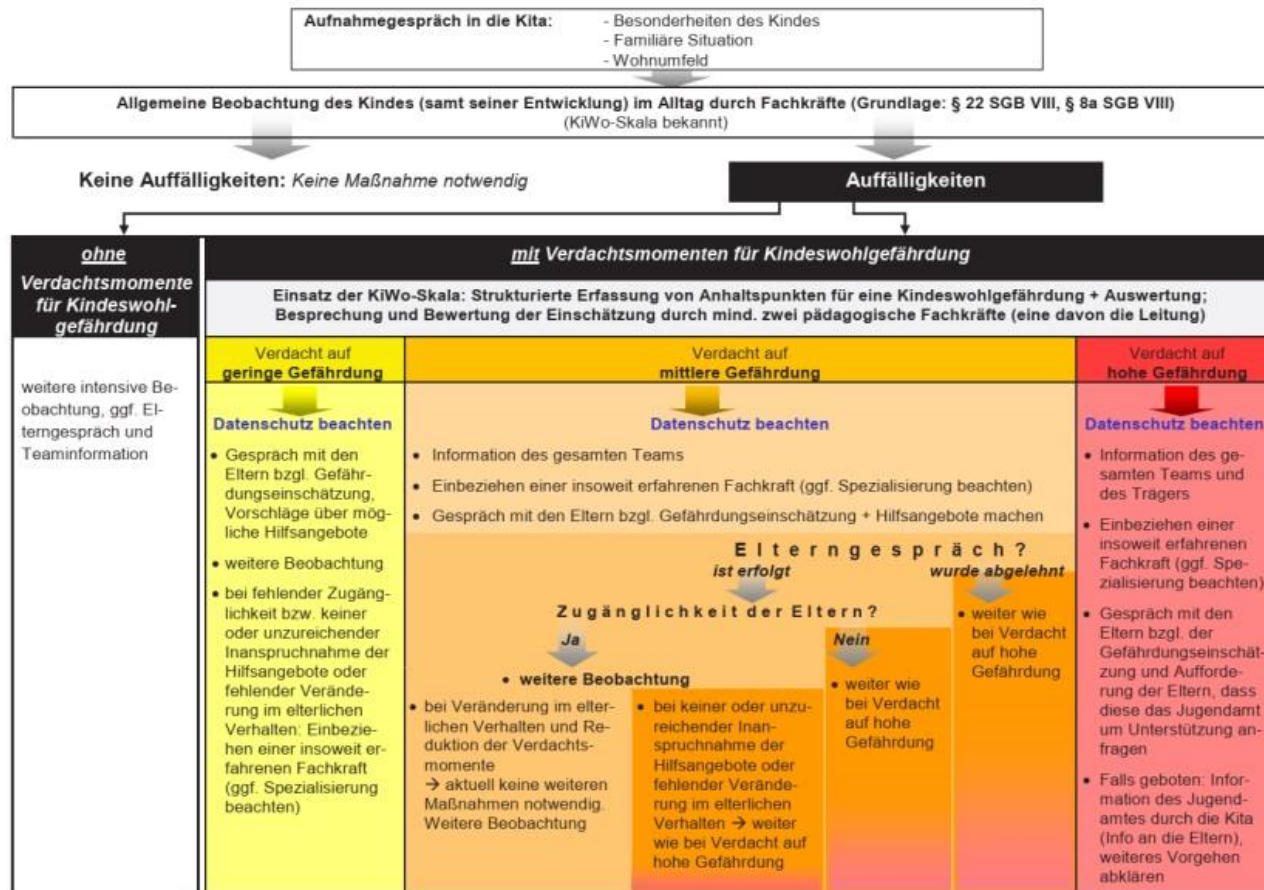 Aufnahmegespräch in die Kita: - Besonderheiten des Kindes
- Familiäre Situation
- Wohnumfeld
Allgemeine Beobachtung des Kindes (samt seiner Entwicklung) im Alltag durch Fachkräfte (Grundlage: § 22 SGB VIII, § 8a SGB VIII)
(KiWo-Skala bekannt)
Keine Auffälligkeiten: Keine Maßnahme notwendig
Auffälligkeiten
ohne
Verdachtsmomente
für Kindeswohl-
gefährdung
weitere intensive Be-
obachtung, ggf. El-
terngespräch und
Teaminformation
mit Verdachtsmomenten für Kindeswohlgefährdung
Einsatz der KiWo-Skala: Strukturierte Erfassung von Anhaltspunkten für eine Kindeswohlgefährdung + Auswertung;
Besprechung und Bewertung der Einschätzung durch mind. zwei pädagogische Fachkräfte (eine davon die Leitung)
Verdacht auf
geringe Gefährdung
Datenschutz beachten
• Gespräch mit den
Eltern bzgl. Gefähr-
dungseinschätzung,
Vorschläge über mög-
liche Hilfsangebote
• weitere Beobachtung
• bei fehlender Zugäng-
lichkeit bzw. keiner
oder unzureichender
Inanspruchnahme der
Hilfsangebote oder
fehlender Verände-
rung im elterlichen
Verhalten: Einbezie-
hen einer insoweit er-
fahrenen Fachkraft
(ggf. Spezialisierung
beachten)
Verdacht auf
mittlere Gefährdung
Datenschutz beachten
• Information des gesamten Teams
• Einbeziehen einer insoweit erfahrenen Fachkraft (ggf. Spezialisierung beachten)
• Gespräch mit den Eltern bzgl. Gefährdungseinschätzung + Hilfsangebote machen
Elterngespräch?
ist erfolgt
wurde abgelehnt
Zugänglichkeit der Eltern?
Ja
Nein
• weitere Beobachtung
• bei Veränderung im elter-
lichen Verhalten und Re-
duktion der Verdachts-
momente
→ aktuell keine weiteren
Maßnahmen notwendig.
Weitere Beobachtung
• bei keiner oder unzu-
reichender Inan-
spruchnahme der
Hilfsangebote oder
fehlender Verände-
rung im elterlichen
Verhalten → weiter
wie bei Verdacht auf
hohe Gefährdung
• weiter wie
bei Verdacht
auf hohe
Gefährdung
• weiter wie
bei Verdacht
auf hohe
Gefährdung
Verdacht auf
hohe Gefährdung
Datenschutz beachten
• Information des ge-
samten Teams und
des Trägers
• Einbeziehen einer
insoweit erfahrenen
Fachkraft (ggf. Spe-
zialisierung beachten)
• Gespräch mit den
Eltern bzgl. der
Gefährdungseinschät-
zung und Aufforde-
rung der Eltern, dass
diese das Jugendamt
um Unterstützung an-
fragen
• Falls geboten: Infor-
mation des Jugend-
amtes durch die Kita
(Info an die Eltern),
weiteres Vorgehen
abklären